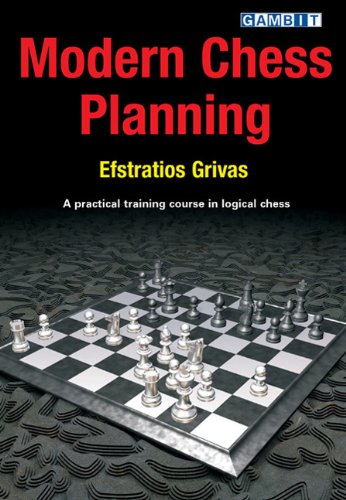 GAMBIT
Modern Chess
Planning
Efstratios Grivas
A practical training course in logical chess